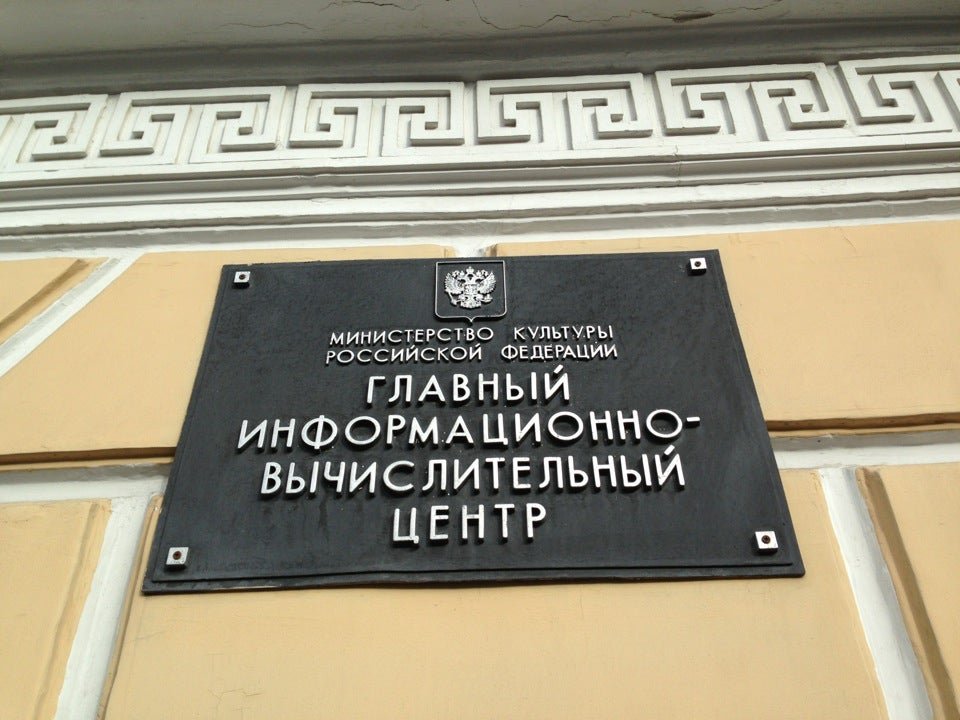 МИНИСТЕРСТВО КУЛЬТУРЫ
РОССИЙСКОЙ ФЕДЕРАЦИИ
ГЛАВНЫЙ
ИНФОРМАЦИОННО-
ВЫЧИСЛИТЕЛЬНЫЙ
ЦЕНТР